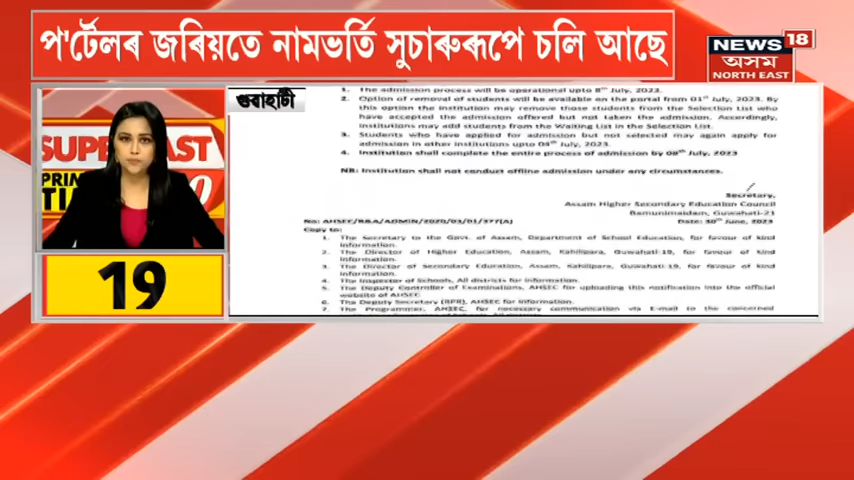 প'ৰ্টেলৰ জৰিয়তে নামভৰ্তি সুচাৰুৰূপে চলি আছে
NEWS 18
অসম
NORTH EAST
গুৱাহাটী
1. The admission process will be operational upto 8th July, 2023.
2. Option of removal of students will be available on the portal from 01st July, 2023. By
this option the institution may remove those students from the Selection List who
have accepted the admission offered but not taken the admission. Accordingly,
institutions may add students from the Waiting List in the Selection List.
3. Students who have applied for admission but not selected may again apply for
admission in other institutions upto 05th July, 2023.
4. Institution shall complete the entire process of admission by 08th July, 2023
NB: Institution shall not conduct offline admission under any circumstances.
Secretary,
Assam Higher Secondary Education Council
Bamunimaidam, Guwahati-21
No: AHSEC/R&A/ADMIN/2020/03/01/377(A)
Date: 30th June, 2023
Copy to:
1. The Secretary to the Govt. of Assam, Department of School Education, for favour of kind
information.
2. The Director of Higher Education, Assam, Kahilipara, Guwahati-19, for favour of kind
information.
3. The Director of Secondary Education, Assam, Kahilipara, Guwahati-19, for favour of kind
information.
4. The Inspector of Schools, All districts for information.
5. The Deputy Controller of Examinations, AHSEC for uploading this notification into the official
website of AHSEC.
6. The Deputy Secretary (RPR), AHSEC for information.
7. The Programmer, AHSEC, for necessary communication via E-mail to the concerned
19